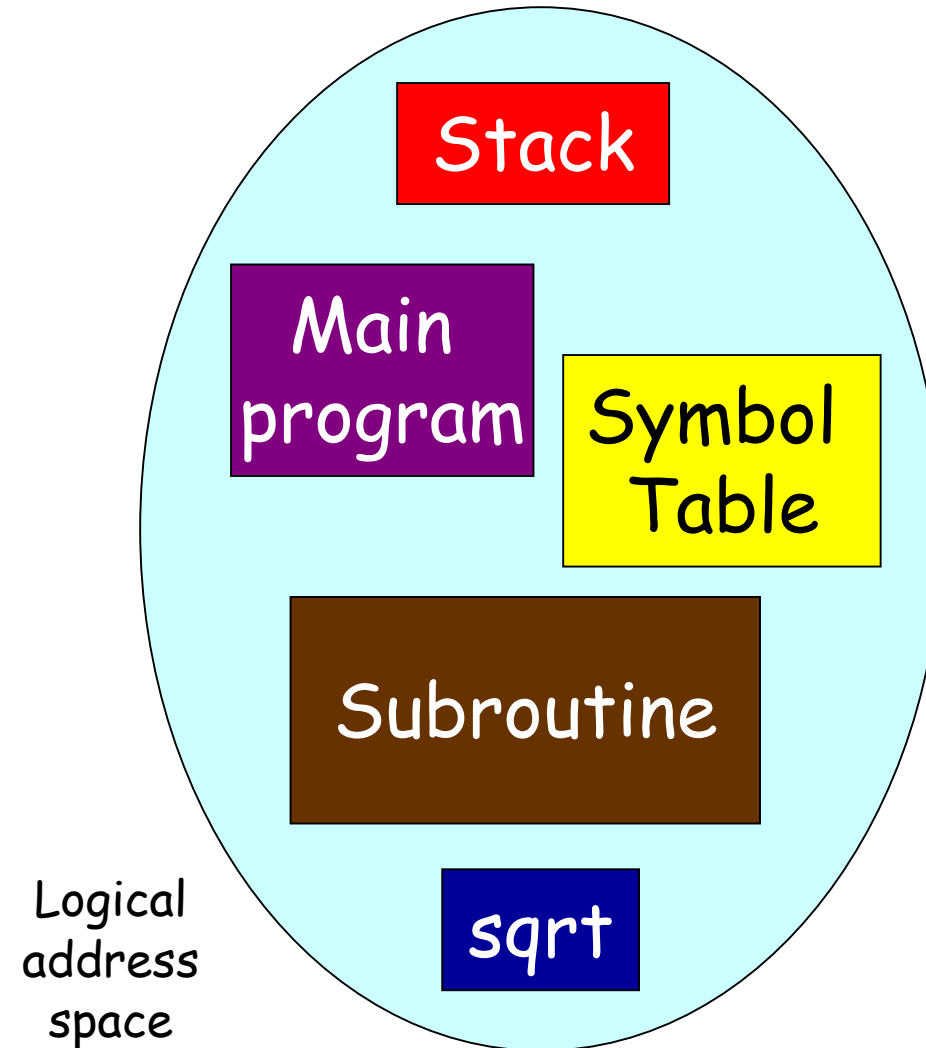 Stack
Main
program
Symbol
Table
Subroutine
sqrt
Logical
address
space